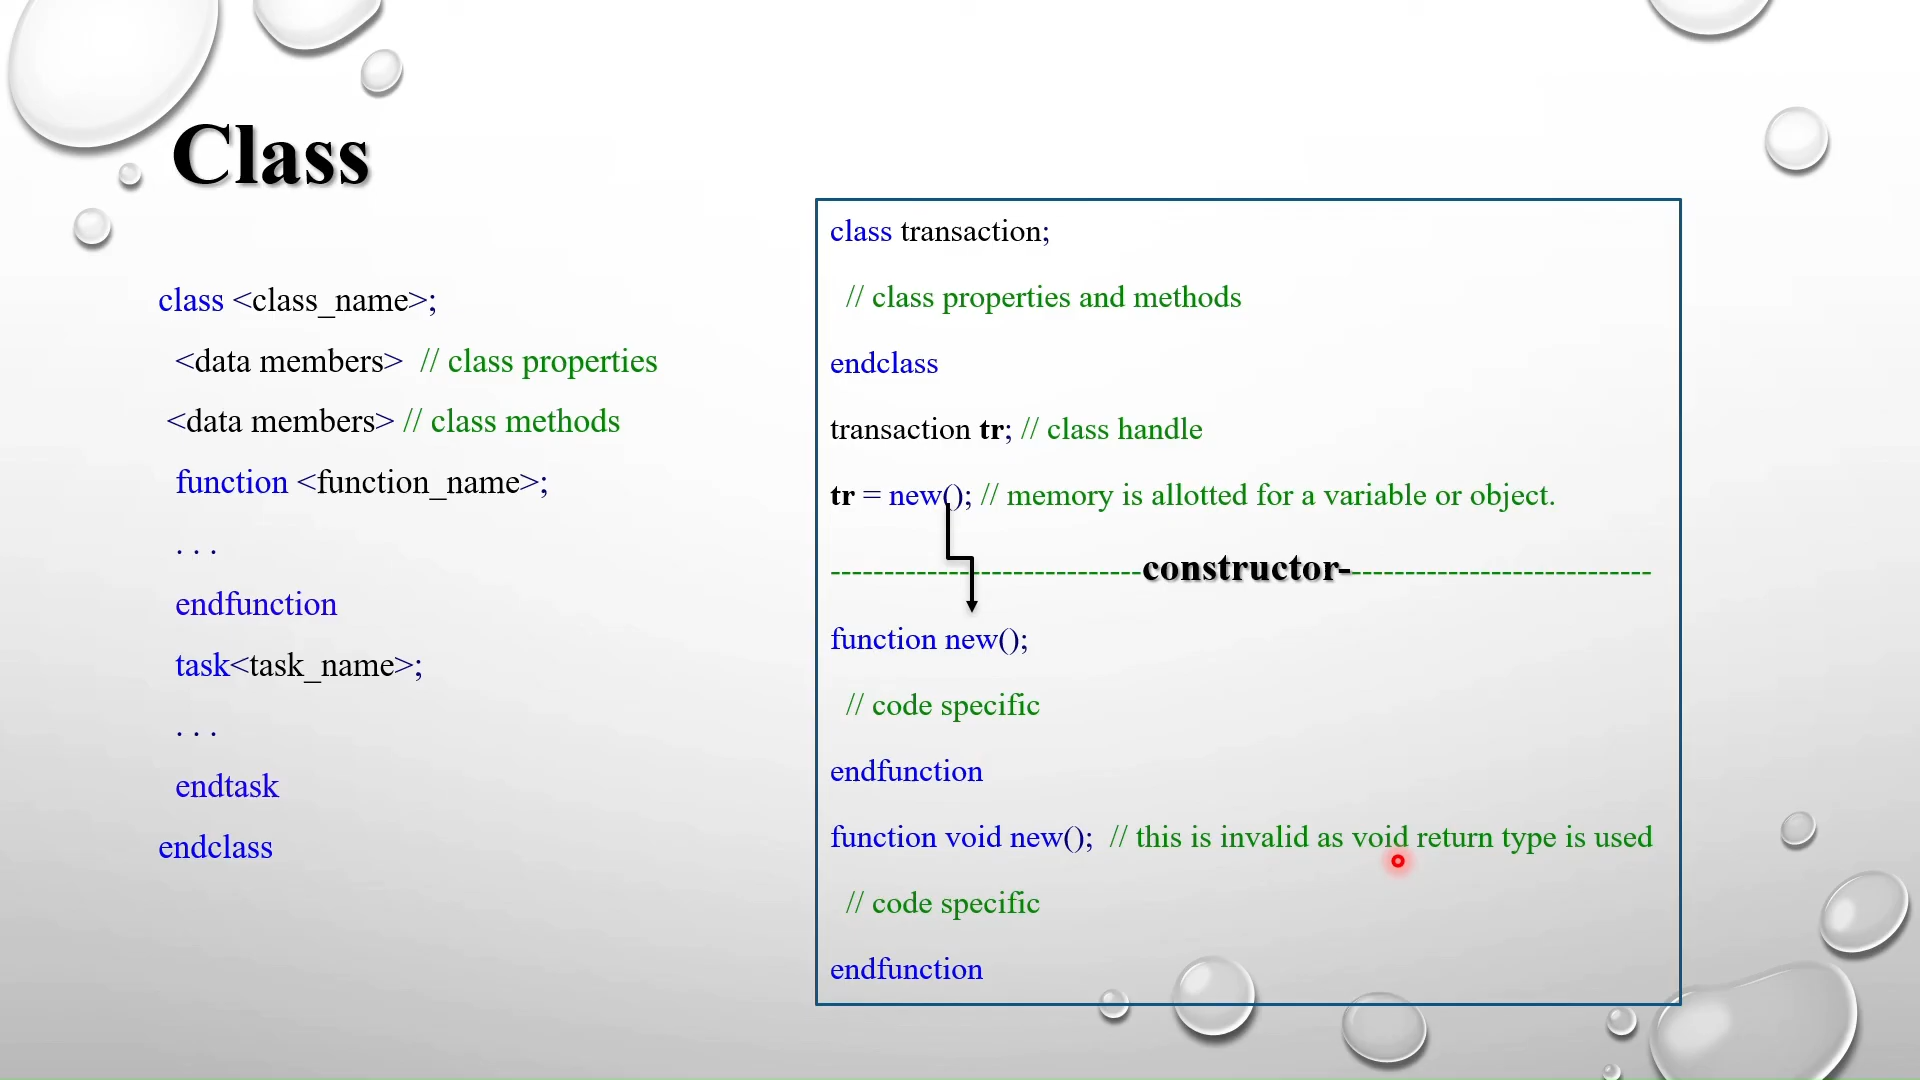 Class
class <class_name>;
<data members> // class properties
<data members> // class methods
function <function_name>;
. . .
endfunction
task<task_name>;
. . .
endtask
endclass
class transaction;
// class properties and methods
endclass
transaction tr; // class handle
tr = new(); // memory is allotted for a variable or object.
--------------------------------constructor--------------------------------
function new();
// code specific
endfunction
function void new(); // this is invalid as void return type is used
// code specific
endfunction